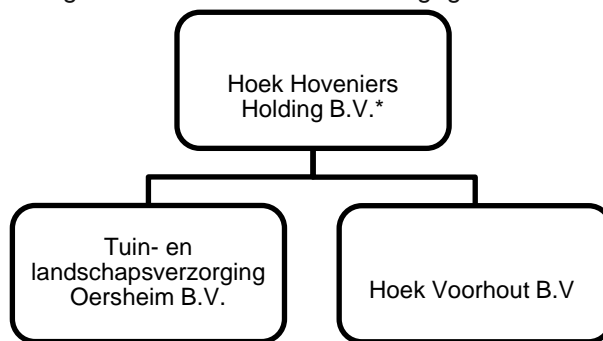 Hoek Hoveniers
Holding B.V.*
Tuin- en
landschapsverzorging
Oersheim B.V.
Hoek Voorhout B.V